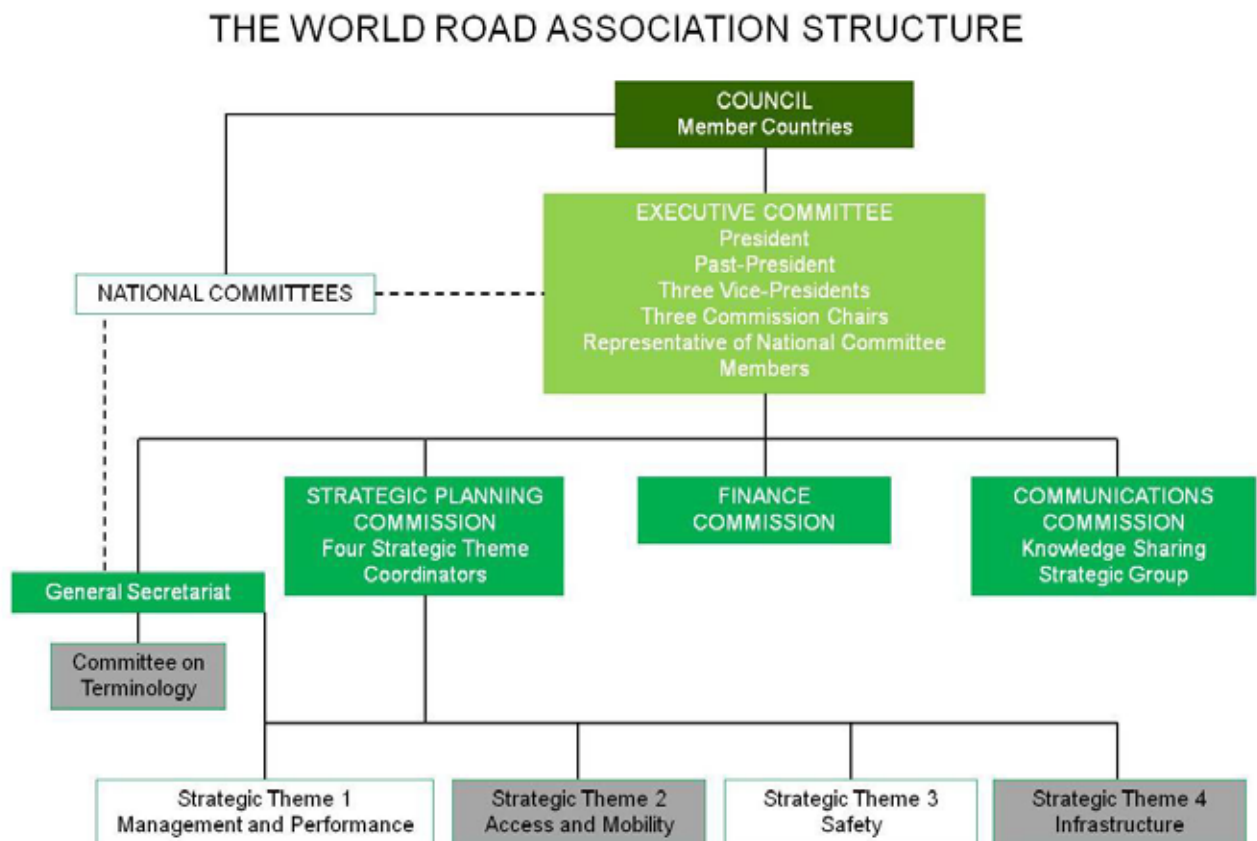 THE WORLD ROAD ASSOCIATION STRUCTURE
COUNCIL
Member Countries
EXECUTIVE COMMITTEE
President
Past-President
Three Vice-Presidents
Three Commission Chairs
Representative of National Committee
Members
NATIONAL COMMITTEES
STRATEGIC PLANNING
COMMISSION
Four Strategic Theme
Coordinators
FINANCE
COMMISSION
COMMUNICATIONS
COMMISSION
Knowledge Sharing
Strategic Group
General Secretariat
Committee on
Terminology
Strategic Theme 1
Management and Performance
Strategic Theme 2
Access and Mobility
Strategic Theme 3
Safety
Strategic Theme 4
Infrastructure